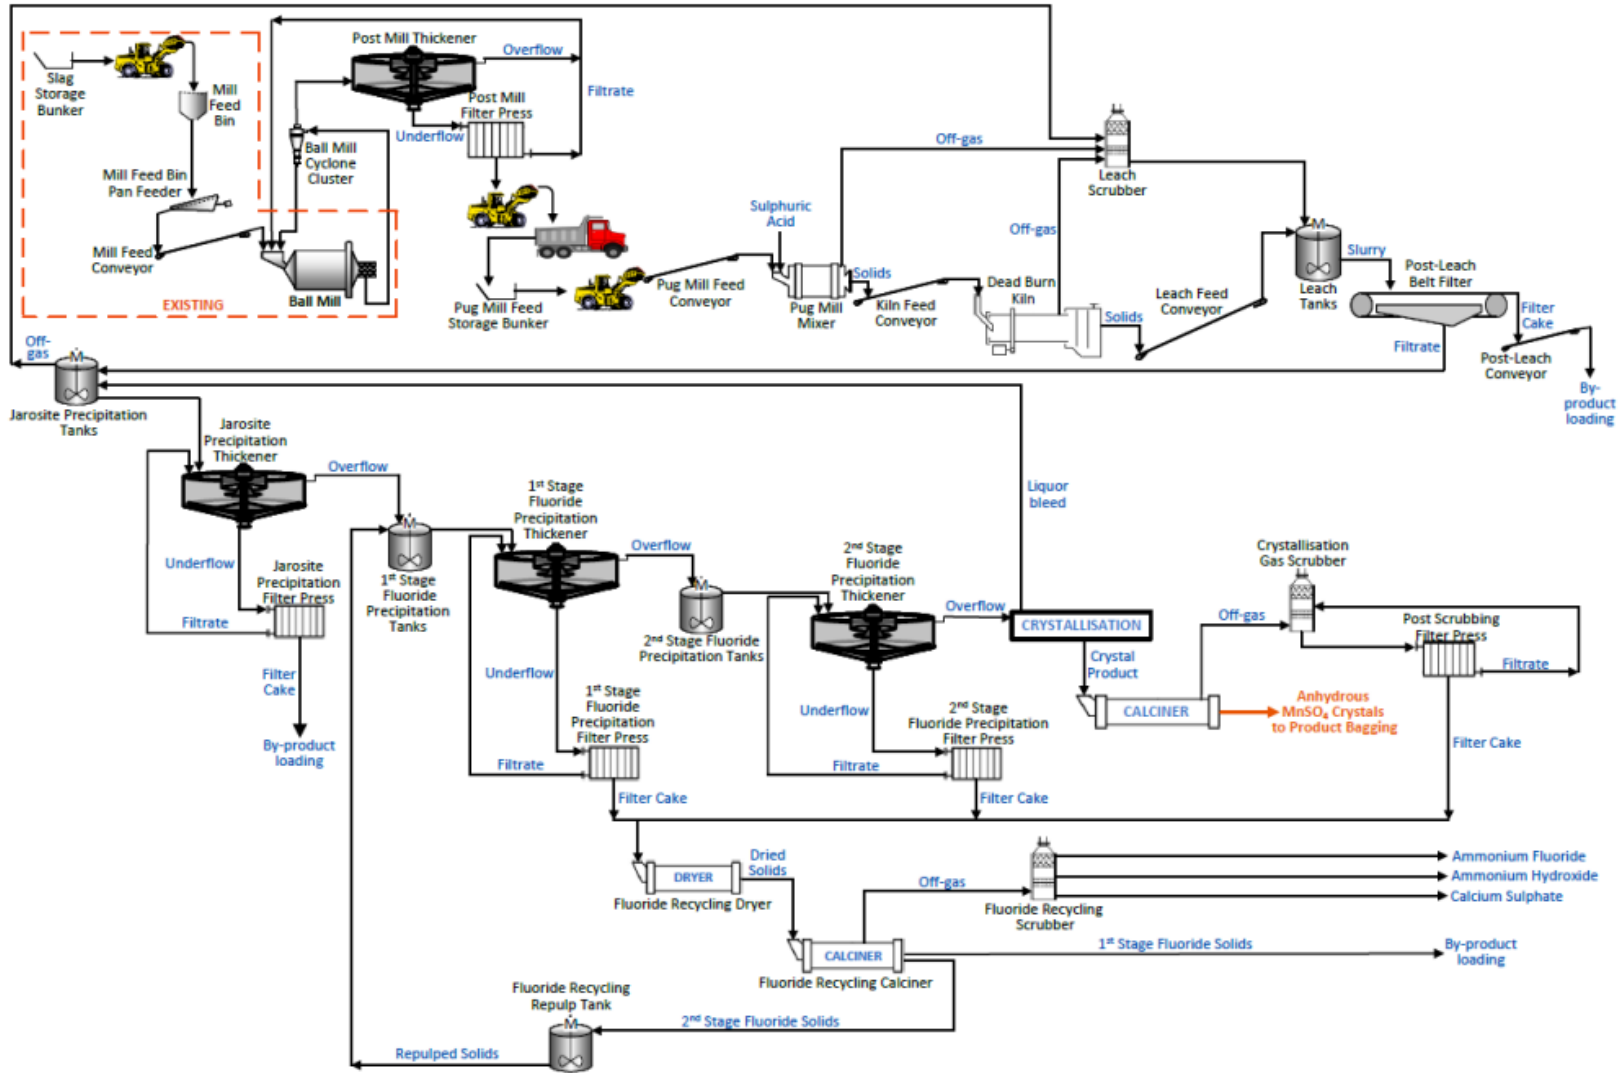 Slag
Storage
Bunker
Mill
Feed
Bin
Mill Feed Bin
Pan Feeder
Mill Feed
Conveyor
EXISTING
Ball Mill
Ball Mill
Cyclone
Cluster
Post Mill Thickener
Overflow
Filtrate
Post Mill
Filter Press
Underflow
Pug Mill Feed
Storage Bunker
Pug Mill Feed
Conveyor
Sulphuric
Acid
Pug Mill
Mixer
Solids
Kiln Feed
Conveyor
Off-gas
Off-gas
Dead Burn
Kiln
Solids
Leach
Scrubber
Leach Feed
Conveyor
M
Leach
Tanks
Slurry
Post-Leach
Belt Filter
Filtrate
Filter
Cake
Post-Leach
Conveyor
By-
product
loading
Off-
gas
M
Jarosite Precipitation
Tanks
Jarosite
Precipitation
Thickener
Overflow
Underflow
Jarosite
Precipitation
Filter Press
Filtrate
Filter
Cake
By-product
loading
M
1st Stage
Fluoride
Precipitation
Tanks
1st Stage
Fluoride
Precipitation
Thickener
Overflow
Underflow
1st Stage
Fluoride
Precipitation
Filter Press
Filtrate
Filter Cake
M
2nd Stage Fluoride
Precipitation Tanks
2nd Stage
Fluoride
Precipitation
Thickener
Overflow
Underflow
2nd Stage
Fluoride Precipitation
Filter Press
Filtrate
Filter Cake
Liquor
bleed
CRYSTALLISATION
Crystal
Product
CALCINER
Off-gas
Crystallisation
Gas Scrubber
Post Scrubbing
Filter Press
Filtrate
Anhydrous
MnSO4 Crystals
to Product Bagging
Filter Cake
DRYER
Fluoride Recycling Dryer
Dried
Solids
CALCINER
Fluoride Recycling Calciner
Off-gas
Fluoride Recycling
Scrubber
Ammonium Fluoride
Ammonium Hydroxide
Calcium Sulphate
1st Stage Fluoride Solids
By-product
loading
2nd Stage Fluoride Solids
Fluoride Recycling
Repulp Tank
M
Repulped Solids